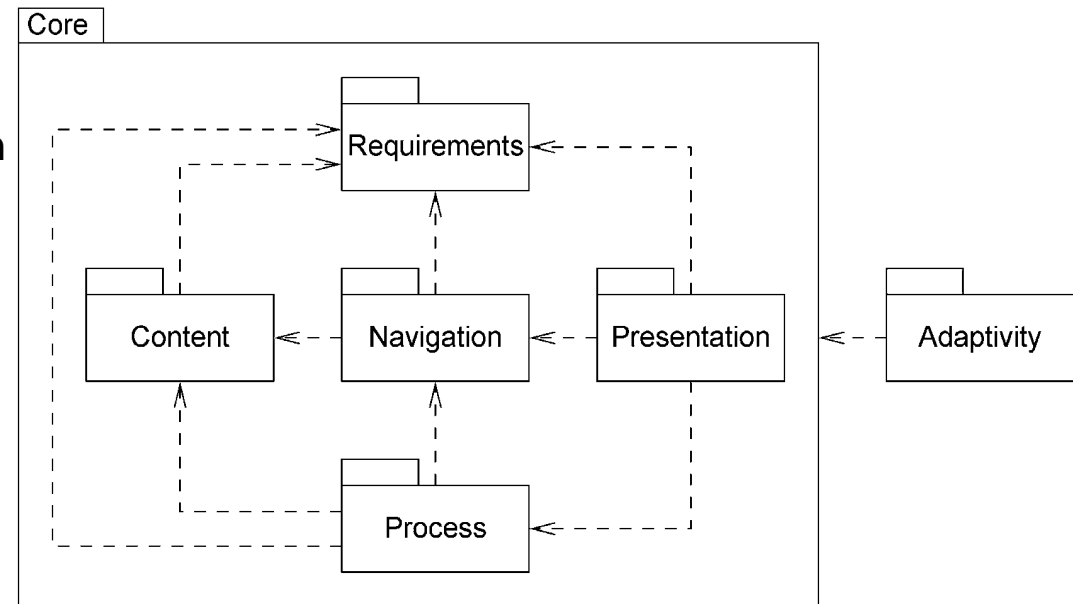 Core
Requirements
Content
Navigation
Presentation
Adaptivity
Process